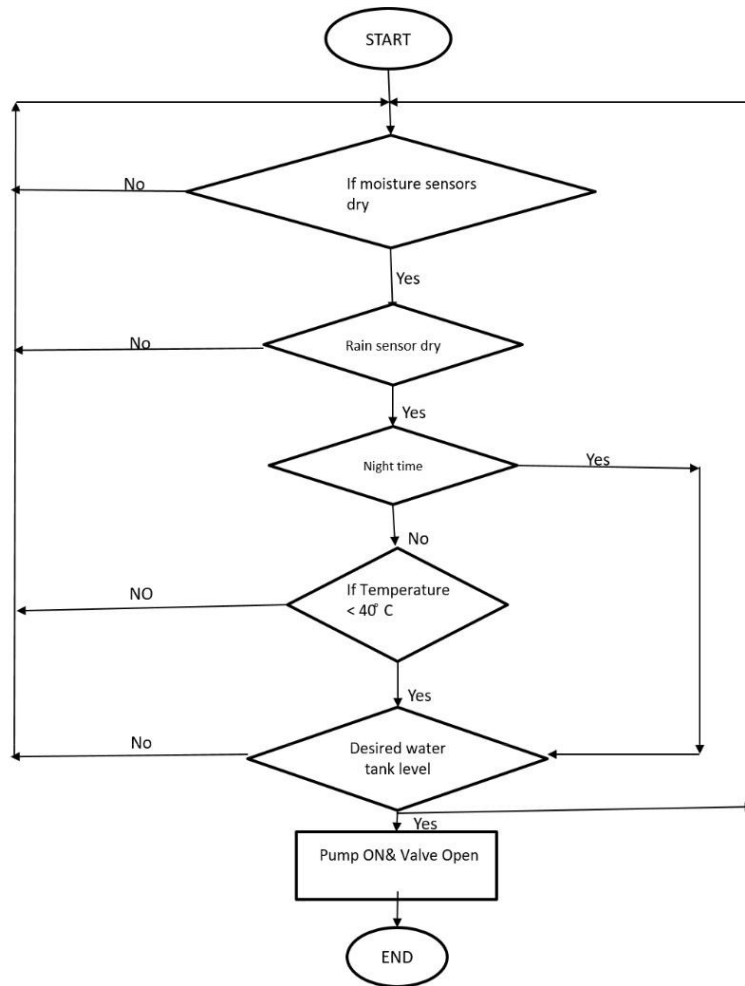 START
If moisture sensors
dry
No
Yes
Rain sensor dry
No
Yes
Night time
Yes
No
If Temperature
< 40° C
NO
Yes
Desired water
tank level
No
Yes
Pump ON& Valve Open
END